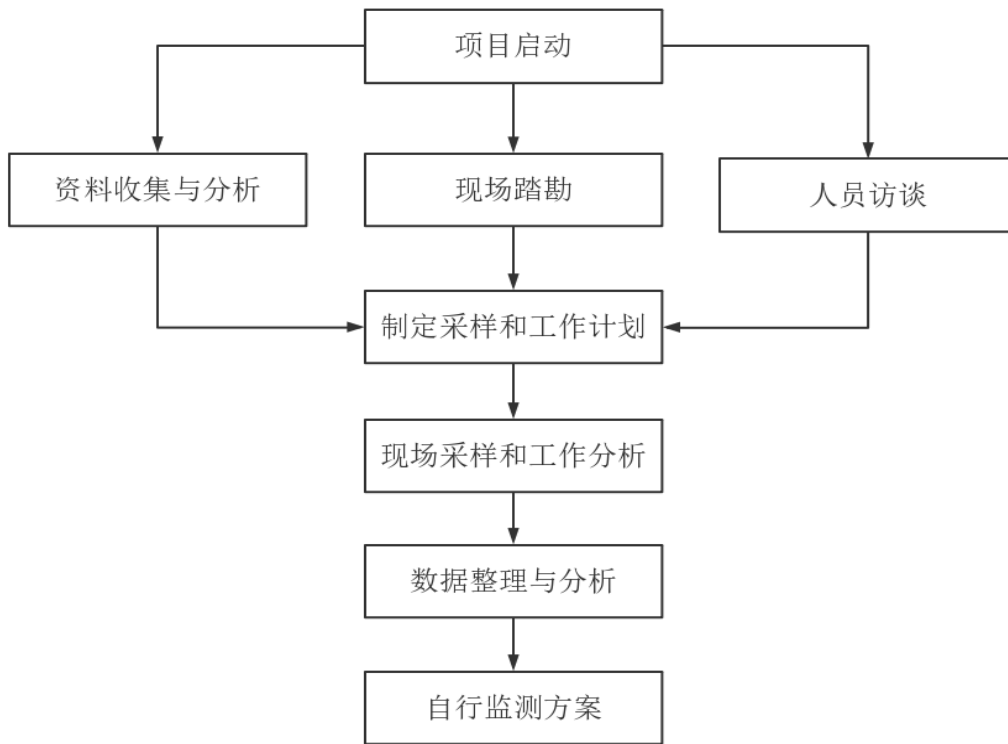 项目启动
资料收集与分析
现场踏勘
人员访谈
制定采样和工作计划
现场采样和工作分析
数据整理与分析
自行监测方案